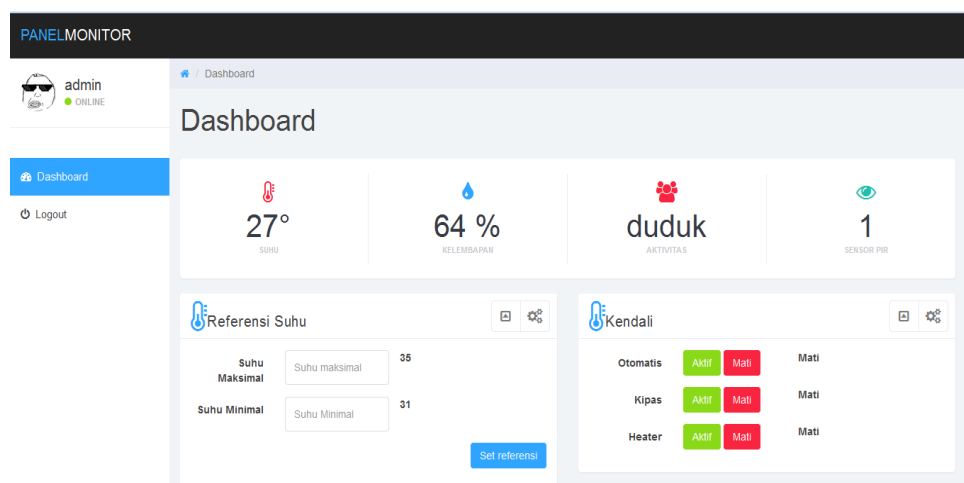 PANELMONITOR
admin
ONLINE
Dashboard
Logout
/ Dashboard
Dashboard
27°
SUHU
64 %
KELEMBAPAN
duduk
AKTIVITAS
1
SENSOR PIR
Referensi Suhu
Suhu Maksimal
Suhu maksimal
35
Suhu Minimal
Suhu Minimal
31
Set referensi
Kendali
Otomatis Aktif Mati Mati
Kipas Aktif Mati Mati
Heater Aktif Mati Mati